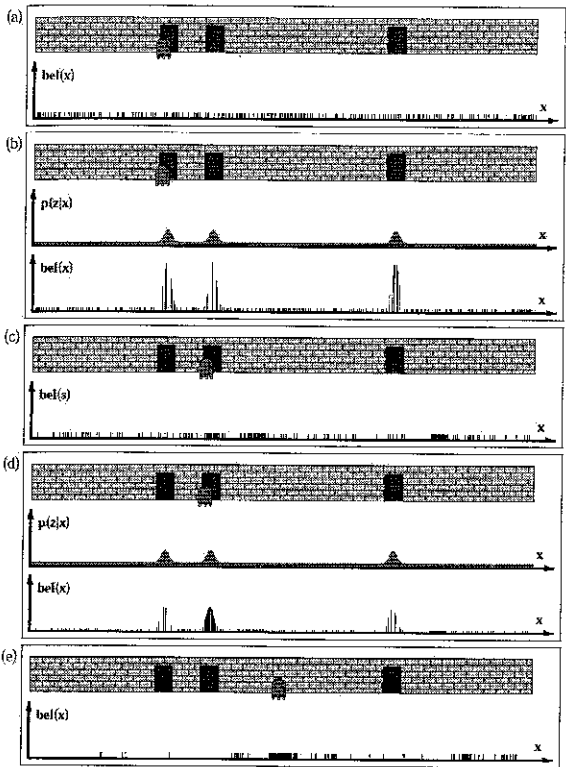 (a)
bel(x)
x
(b)
p(z|x)
x
bel(x)
x
(c)
bel(s)
x
(d)
p(z|x)
x
bel(x)
x
(e)
bel(x)
x